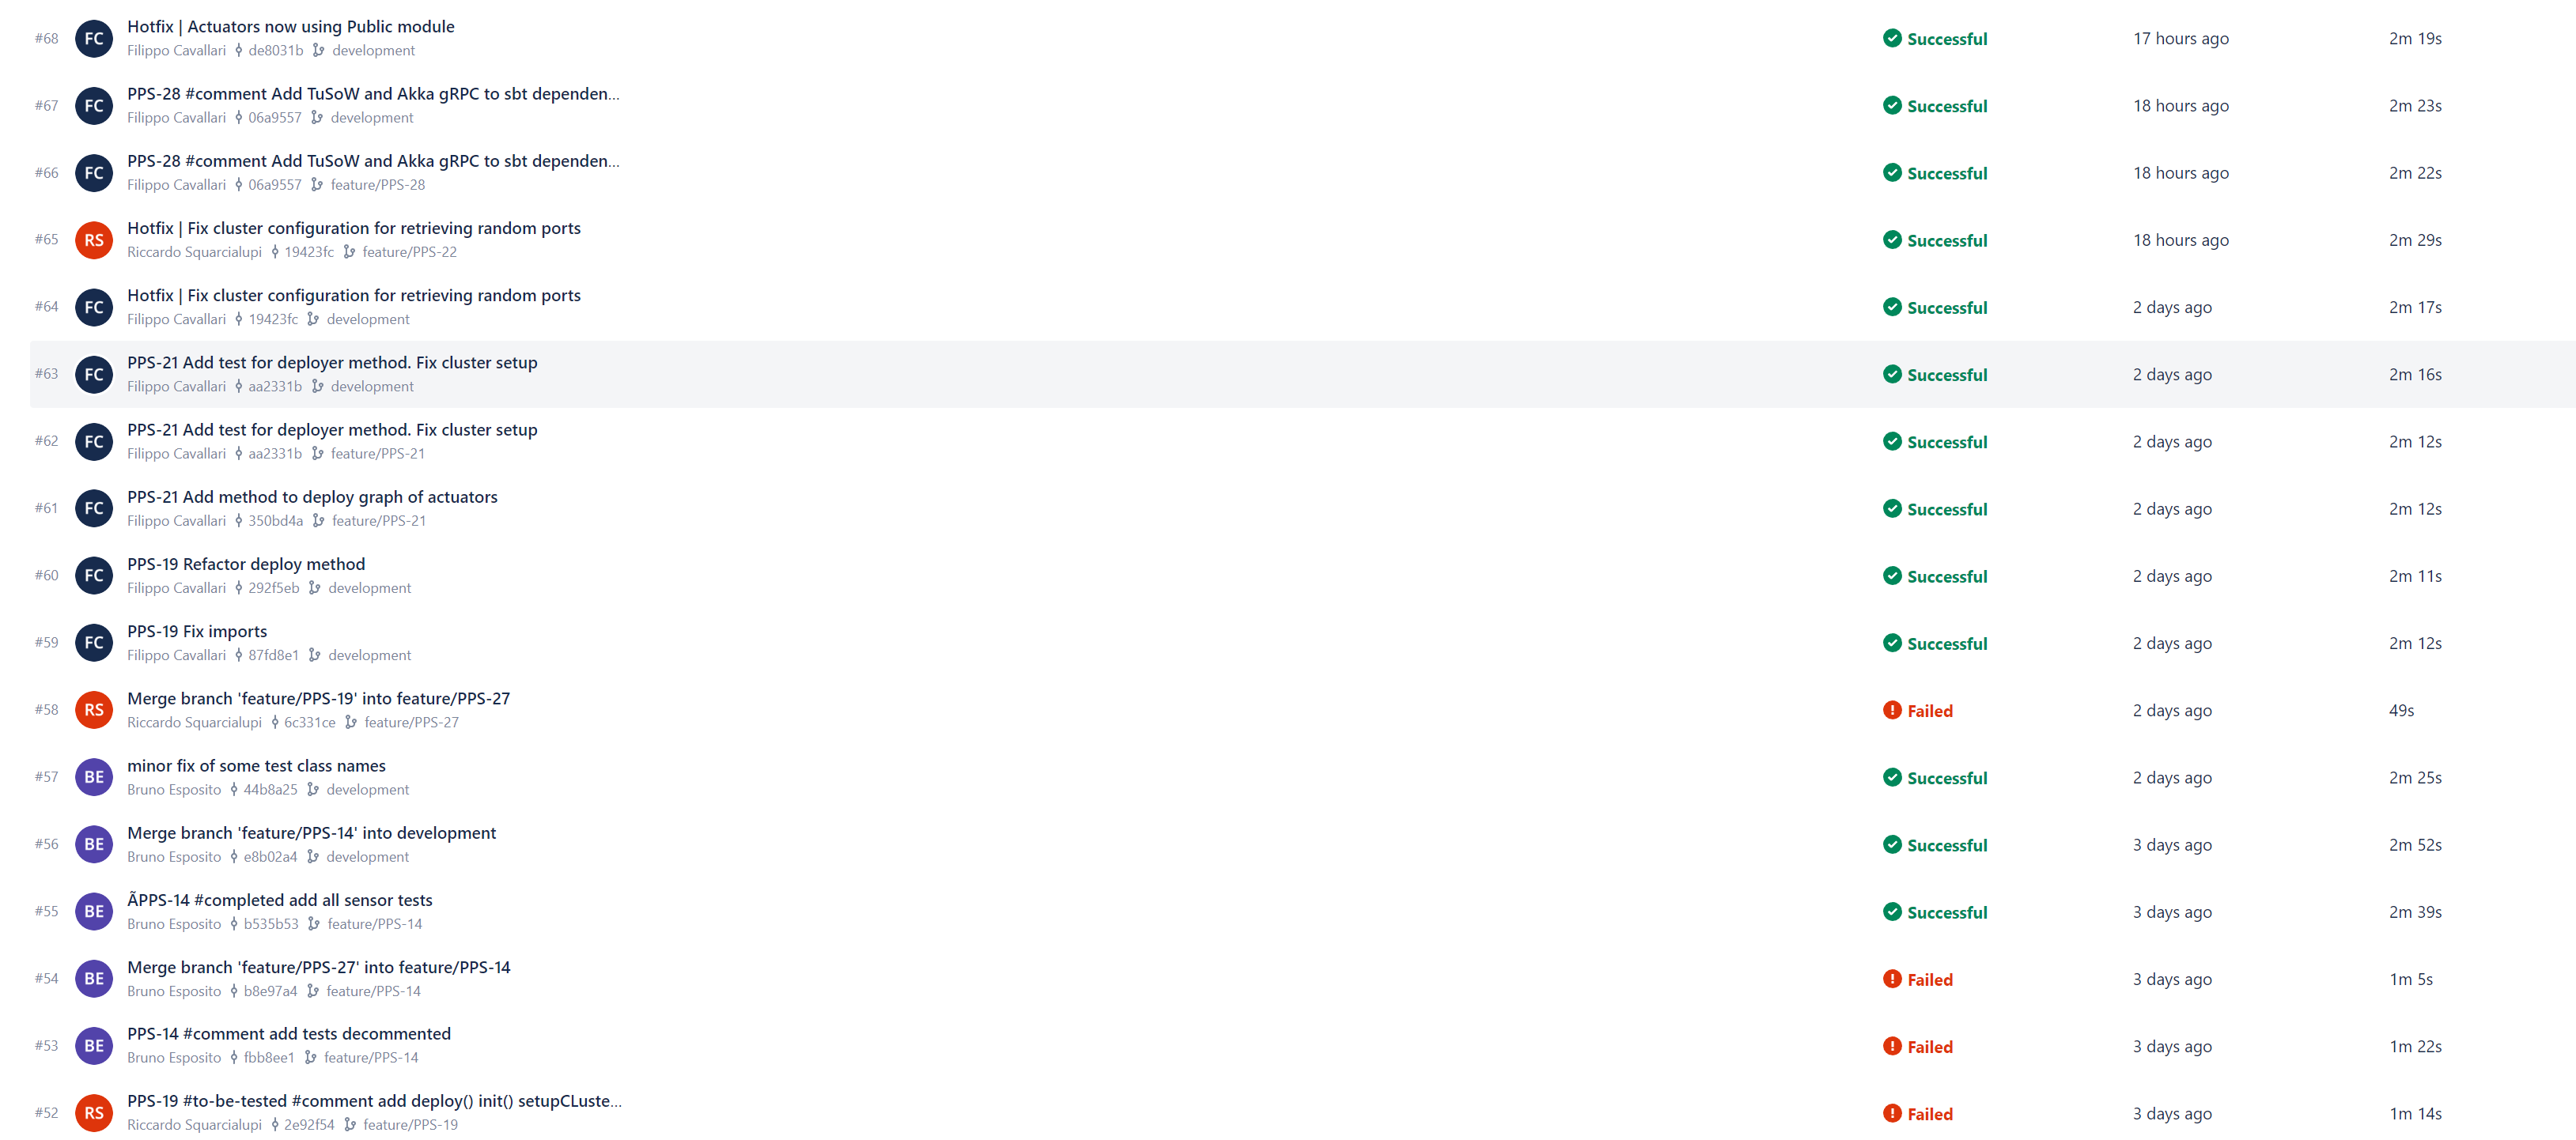 #68 FC Hotfix | Actuators now using Public module Successful 17 hours ago 2m 19s
Filippo Cavallari de8031b development
#67 FC PPS-28 #comment Add TuSoW and Akka gRPC to sbt dependen... Successful 18 hours ago 2m 23s
Filippo Cavallari 06a9557 development
#66 FC PPS-28 #comment Add TuSoW and Akka gRPC to sbt dependen... Successful 18 hours ago 2m 22s
Filippo Cavallari 06a9557 feature/PPS-28
#65 RS Hotfix | Fix cluster configuration for retrieving random ports Successful 18 hours ago 2m 29s
Riccardo Squarcialupi 19423fc feature/PPS-22
#64 FC Hotfix | Fix cluster configuration for retrieving random ports Successful 2 days ago 2m 17s
Filippo Cavallari 19423fc development
#63 FC PPS-21 Add test for deployer method. Fix cluster setup Successful 2 days ago 2m 16s
Filippo Cavallari aa2331b development
#62 FC PPS-21 Add test for deployer method. Fix cluster setup Successful 2 days ago 2m 12s
Filippo Cavallari aa2331b feature/PPS-21
#61 FC PPS-21 Add method to deploy graph of actuators Successful 2 days ago 2m 12s
Filippo Cavallari 350bd4a feature/PPS-21
#60 FC PPS-19 Refactor deploy method Successful 2 days ago 2m 11s
Filippo Cavallari 292f5eb development
#59 FC PPS-19 Fix imports Successful 2 days ago 2m 12s
Filippo Cavallari 87fd8e1 development
#58 RS Merge branch 'feature/PPS-19' into feature/PPS-27 Failed 2 days ago 49s
Riccardo Squarcialupi 6c331ce feature/PPS-27
#57 BE minor fix of some test class names Successful 2 days ago 2m 25s
Bruno Esposito 44b8a25 development
#56 BE Merge branch 'feature/PPS-14' into development Successful 3 days ago 2m 52s
Bruno Esposito e8b02a4 development
#55 BE ÃPPS-14 #completed add all sensor tests Successful 3 days ago 2m 39s
Bruno Esposito b535b53 feature/PPS-14
#54 BE Merge branch 'feature/PPS-27' into feature/PPS-14 Failed 3 days ago 1m 5s
Bruno Esposito b8e97a4 feature/PPS-14
#53 BE PPS-14 #comment add tests decommented Failed 3 days ago 1m 22s
Bruno Esposito fbb8ee1 feature/PPS-14
#52 RS PPS-19 #to-be-tested #comment add deploy() init() setupCLuste... Failed 3 days ago 1m 14s
Riccardo Squarcialupi 2e92f54 feature/PPS-19